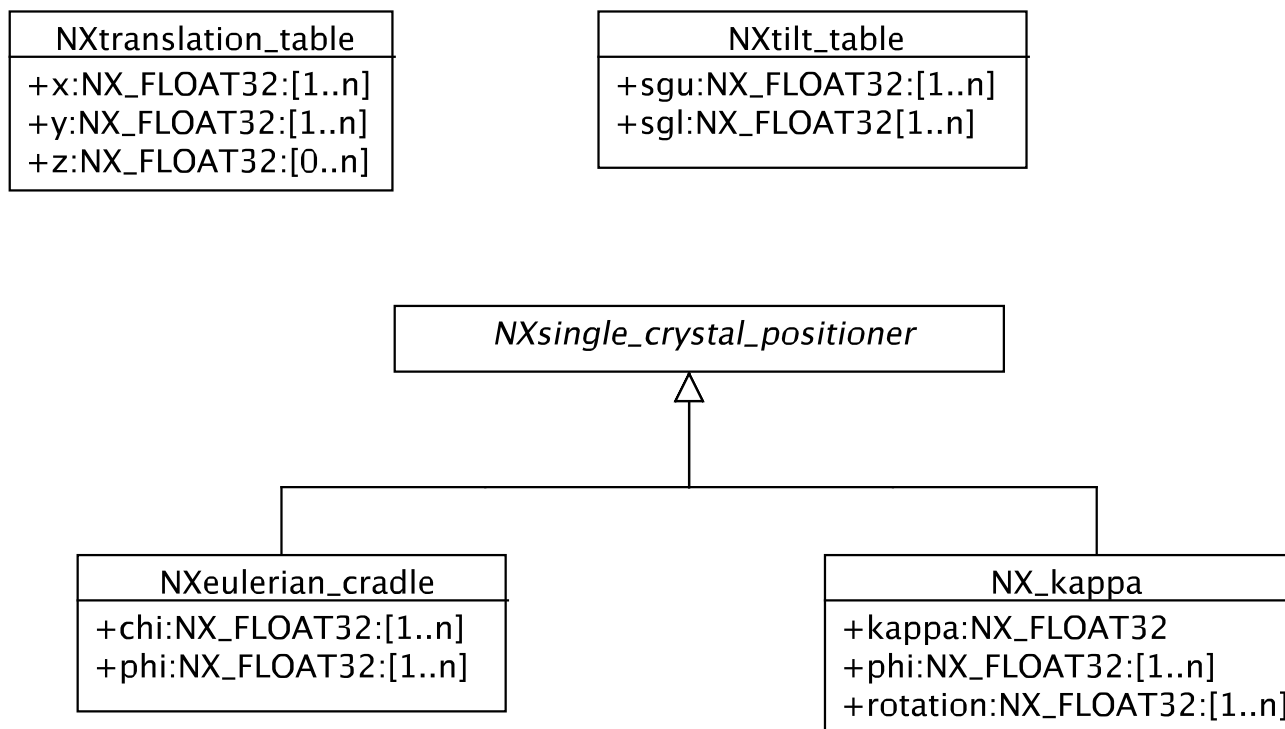 NXtranslation_table
+x:NX_FLOAT32:[1..n]
+y:NX_FLOAT32:[1..n]
+z:NX_FLOAT32:[0..n]
NXtilt_table
+sgu:NX_FLOAT32:[1..n]
+sgl:NX_FLOAT32[1..n]
NXsingle_crystal_positioner
NXeulerian_cradle
+chi:NX_FLOAT32:[1..n]
+phi:NX_FLOAT32:[1..n]
NX_kappa
+kappa:NX_FLOAT32
+phi:NX_FLOAT32:[1..n]
+rotation:NX_FLOAT32:[1..n]